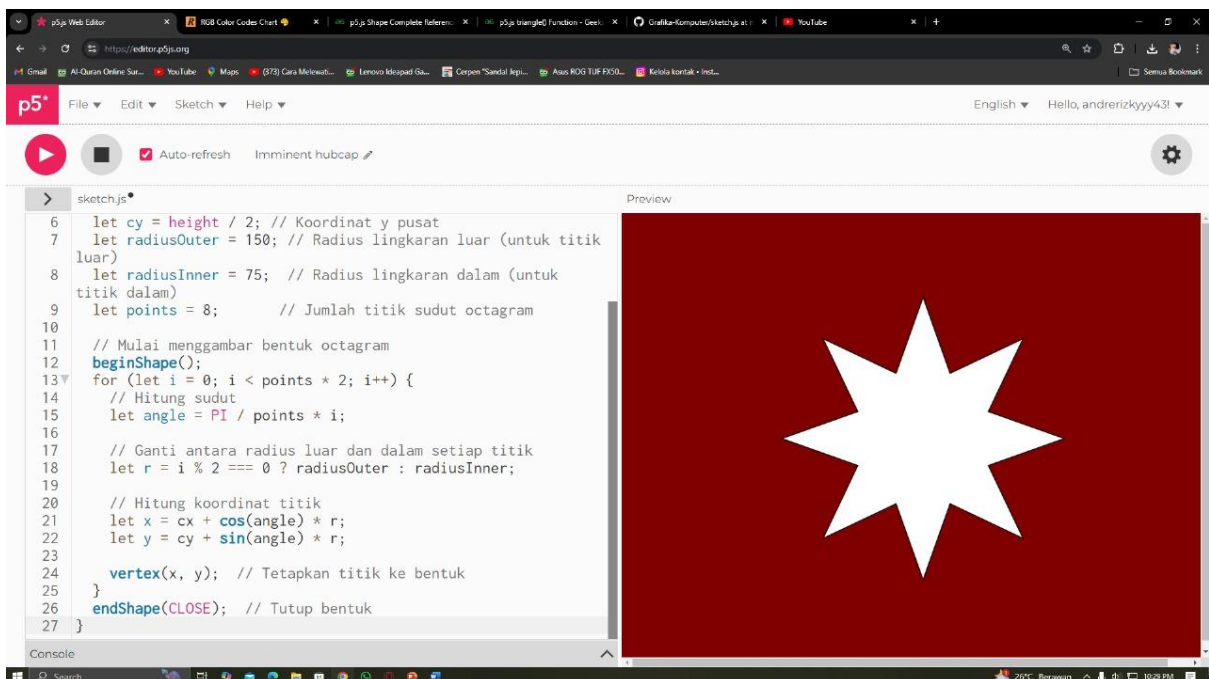 p5.js Web Editor
RGB Color Codes Chart
p5.js Shape Complete Referenc
p5.js triangle() Function - Geek
Grafika-Komputer/sketch.js at
YouTube
https://editor.p5js.org
Gmail
Al-Quran Online Sur...
YouTube
Maps
(373) Cara Melewati...
Lenovo Ideapad Ga...
Cerpen "Sandal Jepi...
Asus ROG TUF FX50...
Kelola kontak • Inst...
Semua Bookmark
p5*
File
Edit
Sketch
Help
English
Hello, andrerizkyyy43!
Auto-refresh
Imminent hubcap
sketch.js
Preview
6 let cy = height / 2; // Koordinat y pusat
7 let radiusOuter = 150; // Radius lingkaran luar (untuk titik
luar)
8 let radiusInner = 75; // Radius lingkaran dalam (untuk
titik dalam)
9 let points = 8; // Jumlah titik sudut octagram
10
11 // Mulai menggambar bentuk octagram
12 beginShape();
13 for (let i = 0; i < points * 2; i++) {
14 // Hitung sudut
15 let angle = PI / points * i;
16
17 // Ganti antara radius luar dan dalam setiap titik
18 let r = i % 2 === 0 ? radiusOuter : radiusInner;
19
20 // Hitung koordinat titik
21 let x = cx + cos(angle) * r;
22 let y = cy + sin(angle) * r;
23
24 vertex(x, y); // Tetapkan titik ke bentuk
25 }
26 endShape(CLOSE); // Tutup bentuk
27 }
Console
Search
26°C Berawan
10:29 PM